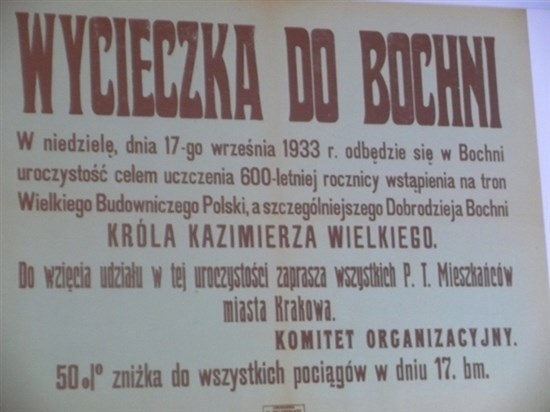 WYCIECZKA DO BOCHNI
W niedzielę, dnia 17-go września 1933 r. odbędzie się w Bochni
uroczystość celem uczczenia 600-letniej rocznicy wstąpienia na tron
Wielkiego Budowniczego Polski, a szczególniejszego Dobrodzieja Bochni
KRÓLA KAZIMIERZA WIELKIEGO.
Do wzięcia udziału w tej uroczystości zaprasza wszystkich P. T. Mieszkańców
miasta Krakowa.
KOMITET ORGANIZACYJNY.
50% zniżka do wszystkich pociągów w dniu 17. bm.